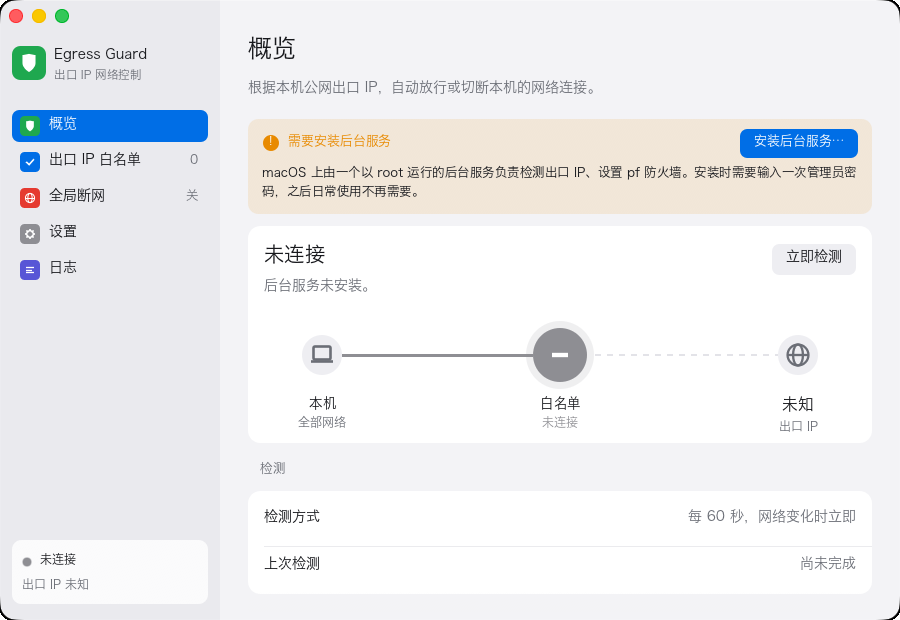 Egress Guard
出口 IP 网络控制
概览
出口 IP 白名单 0
全局断网 关
设置
日志
未连接
出口 IP 未知
概览
根据本机公网出口 IP，自动放行或切断本机的网络连接。
需要安装后台服务
安装后台服务…
macOS 上由一个以 root 运行的后台服务负责检测出口 IP、设置 pf 防火墙。安装时需要输入一次管理员密
码，之后日常使用不再需要。
未连接
立即检测
后台服务未安装。
本机
全部网络
白名单
未连接
未知
出口 IP
检测
检测方式 每 60 秒，网络变化时立即
上次检测 尚未完成